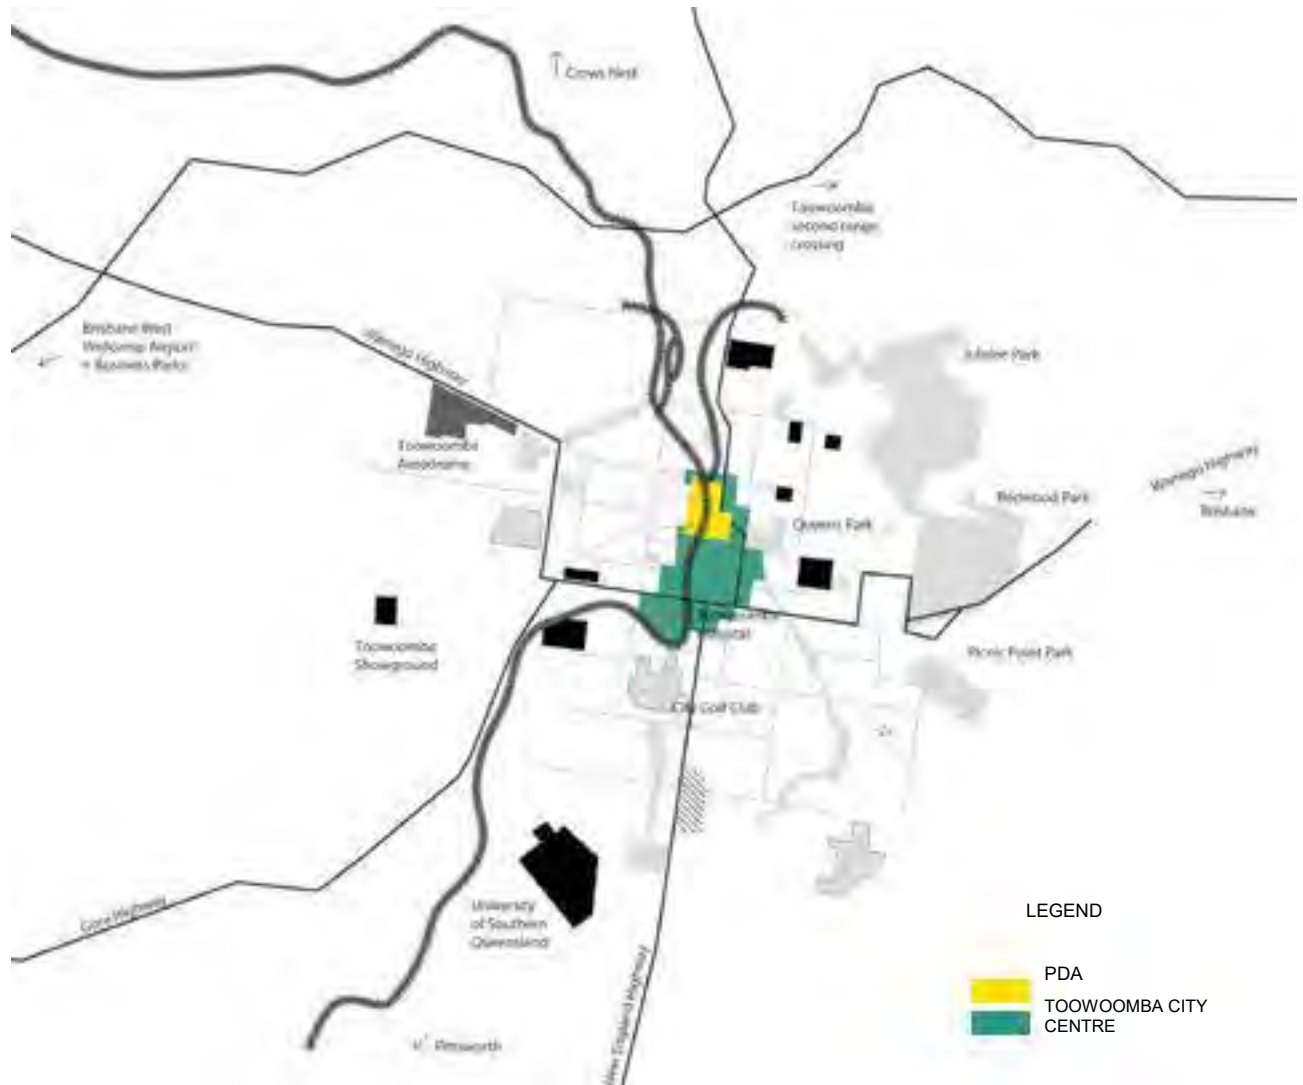 Crows Nest
Toowoomba
second range
crossing
Brisbane West
Wellcamp Airport
+ Business Parks
Warrego Highway
Jubilee Park
Toowoomba
Aerodrome
Warrego Highway
Brisbane
Redwood Park
Queens Park
Toowoomba
Showground
Picnic Point Park
City Golf Club
University
of Southern
Queensland
Gore Highway
New England Highway
Pittsworth
LEGEND
PDA
TOOWOOMBA CITY
CENTRE